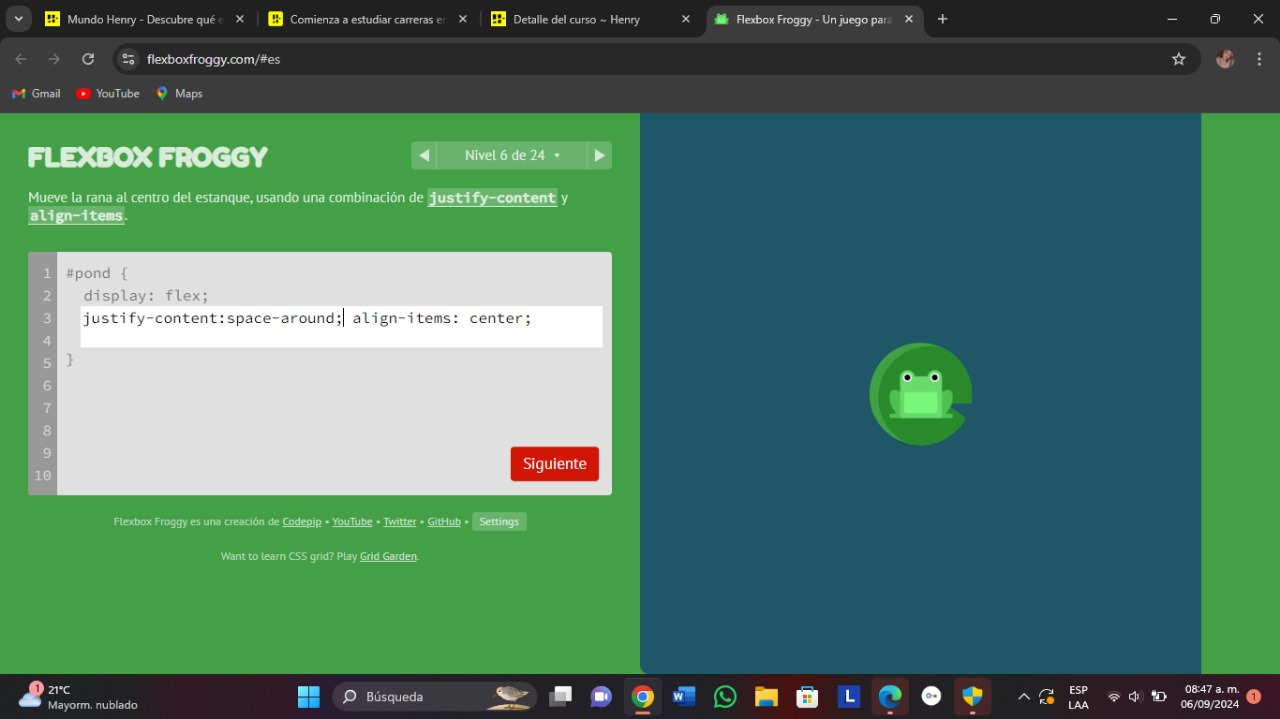 Mundo Henry - Descubre qué e
Comienza a estudiar carreras en
Detalle del curso ~ Henry
Flexbox Froggy - Un juego para
flexboxfroggy.com/#es
Gmail
YouTube
Maps
FLEXBOX FROGGY
Nivel 6 de 24
Mueve la rana al centro del estanque, usando una combinación de justify-content y
align-items.
1 #pond {
2 display: flex;
3 justify-content:space-around; align-items: center;
4
5 }
6
7
8
9
10
Siguiente
Flexbox Froggy es una creación de Codepip • YouTube • Twitter • GitHub • Settings
Want to learn CSS grid? Play Grid Garden.
1
21°C
Mayorm. nublado
Búsqueda
W
L
ESP
LAA
08:47 a. m.
06/09/2024
1